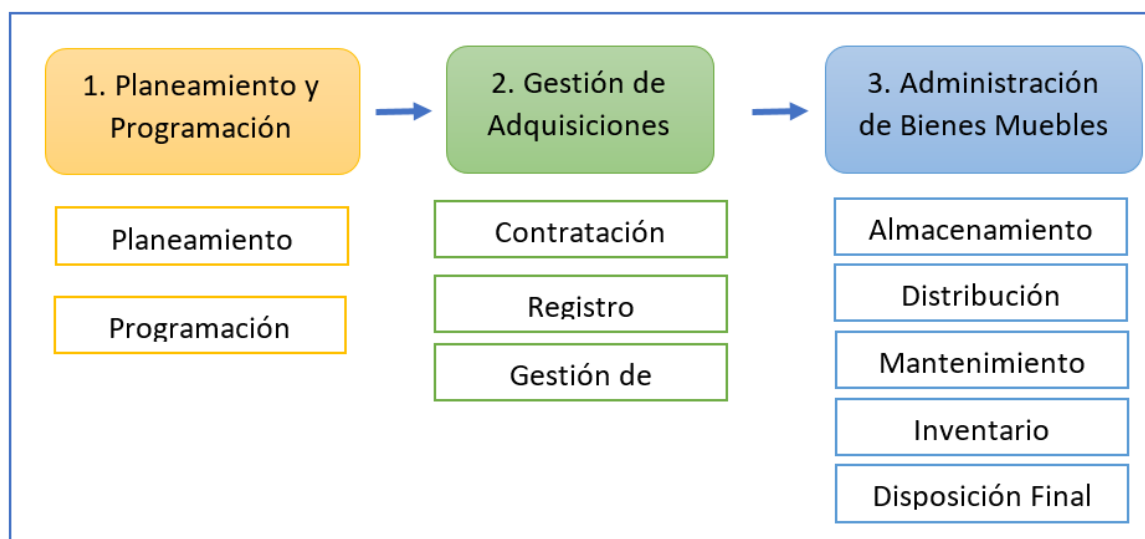 1. Planeamiento y
Programación
2. Gestión de
Adquisiciones
3. Administración
de Bienes Muebles
Planeamiento
Programación
Contratación
Registro
Gestión de
Almacenamiento
Distribución
Mantenimiento
Inventario
Disposición Final